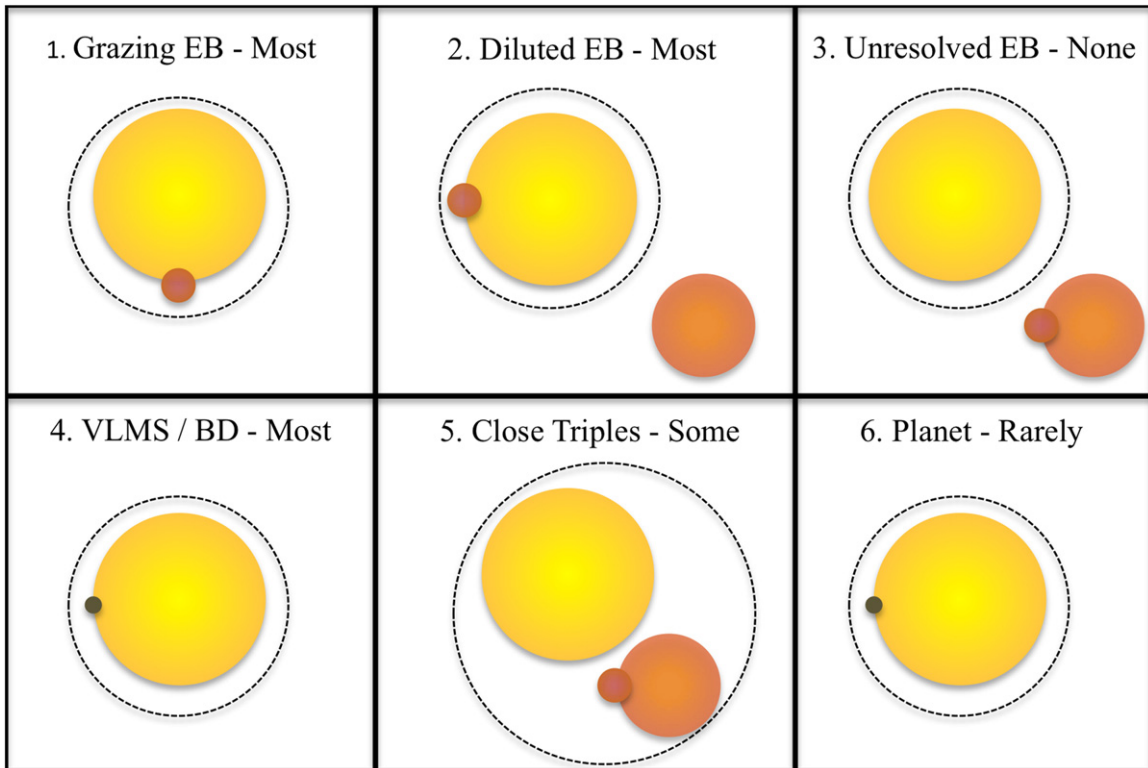 1. Grazing EB - Most
2. Diluted EB - Most
3. Unresolved EB - None
4. VLMS / BD - Most
5. Close Triples - Some
6. Planet - Rarely